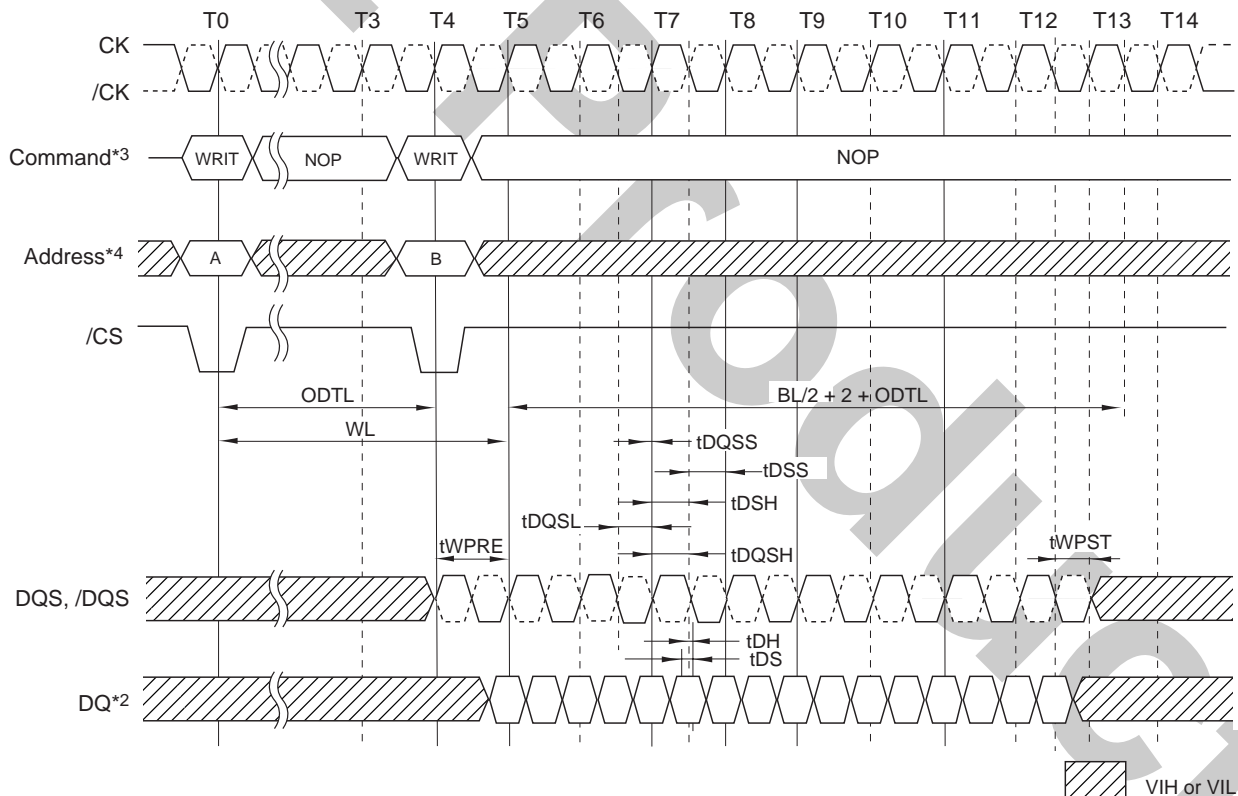 T0 T3 T4 T5 T6 T7 T8 T9 T10 T11 T12 T13 T14
CK
/CK
Command*3 WRIT NOP WRIT NOP
Address*4 A B
/CS
ODTL BL/2 + 2 + ODTL
WL
tDQSS
tDSS
tDSH
tDQSL
tWPRE tDQSH tWPST
DQS, /DQS
tDH
tDS
DQ*2
VIH or VIL
Product